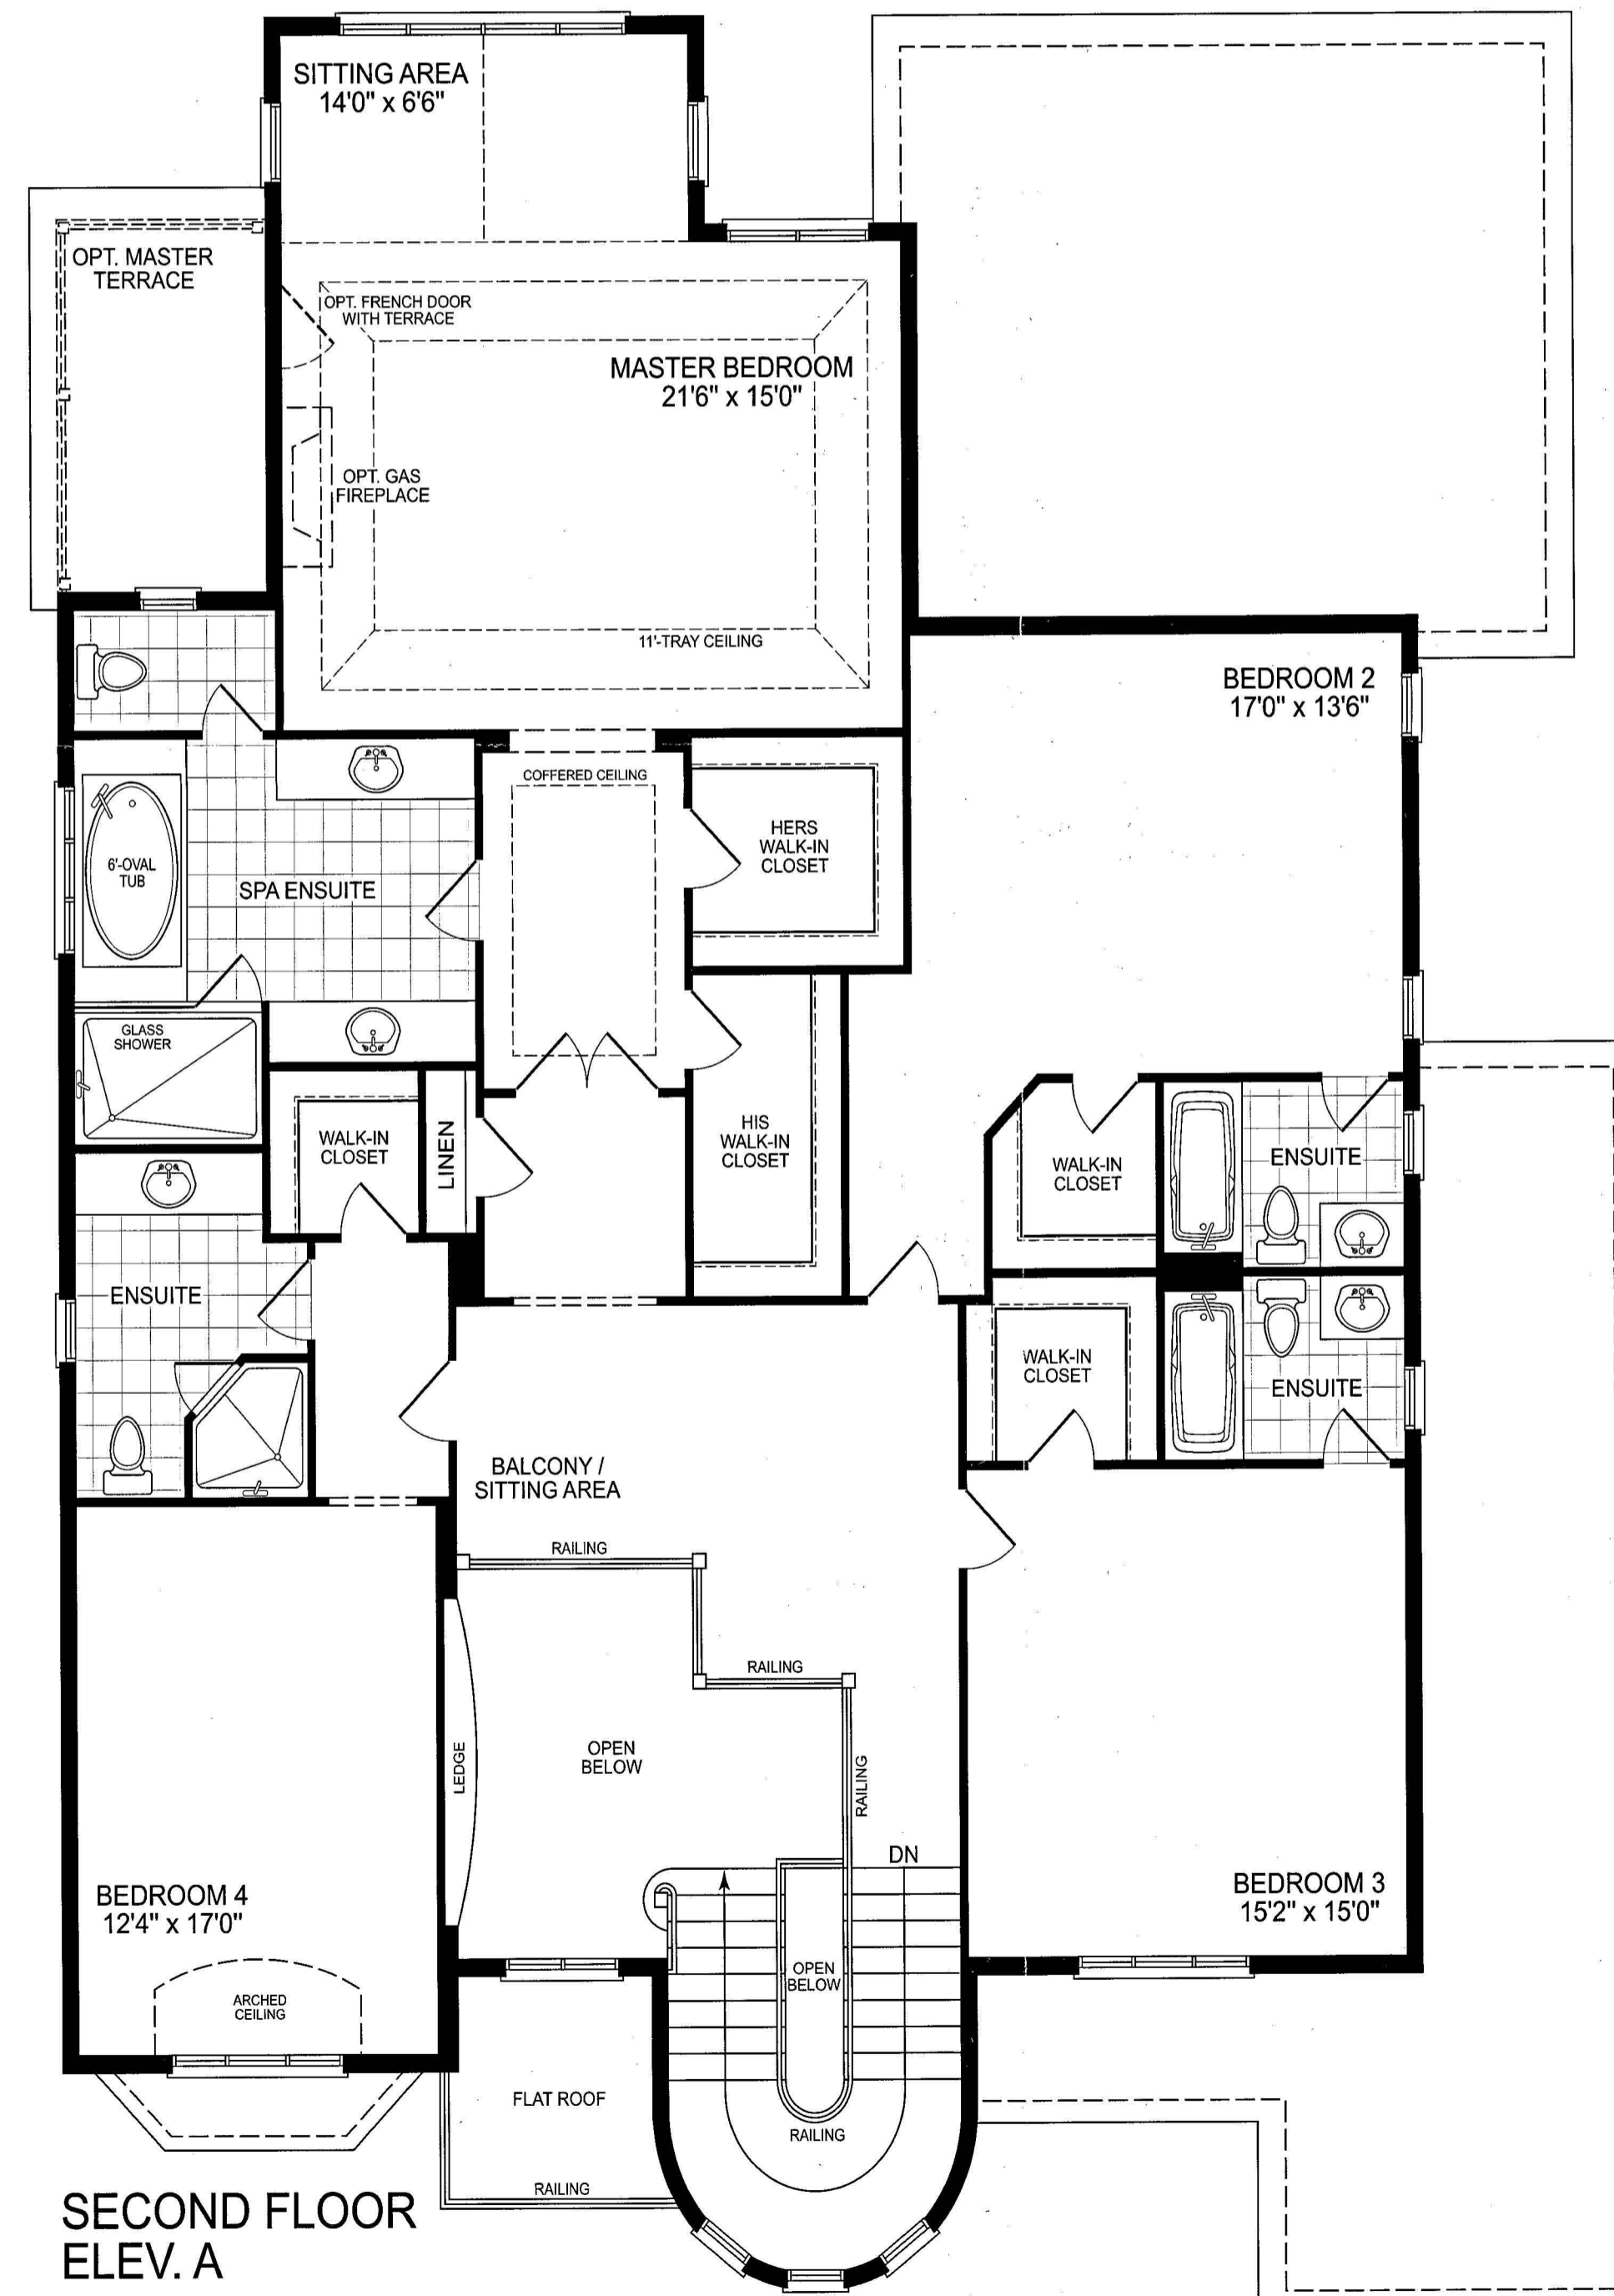 SITTING AREA
14'0" x 6'6"
OPT. MASTER
TERRACE
OPT. FRENCH DOOR
WITH TERRACE
MASTER BEDROOM
21'6" x 15'0"
OPT. GAS
FIREPLACE
11'-TRAY CEILING
BEDROOM 2
17'0" x 13'6"
COFFERED CEILING
HERS
WALK-IN
CLOSET
6'-OVAL
TUB
SPA ENSUITE
GLASS
SHOWER
WALK-IN
CLOSET
LINEN
HIS
WALK-IN
CLOSET
WALK-IN
CLOSET
ENSUITE
ENSUITE
WALK-IN
CLOSET
ENSUITE
BALCONY /
SITTING AREA
RAILING
RAILING
LEDGE
OPEN
BELOW
RAILING
DN
BEDROOM 4
12'4" x 17'0"
BEDROOM 3
15'2" x 15'0"
OPEN
BELOW
ARCHED
CEILING
FLAT ROOF
RAILING
RAILING
SECOND FLOOR
ELEV. A